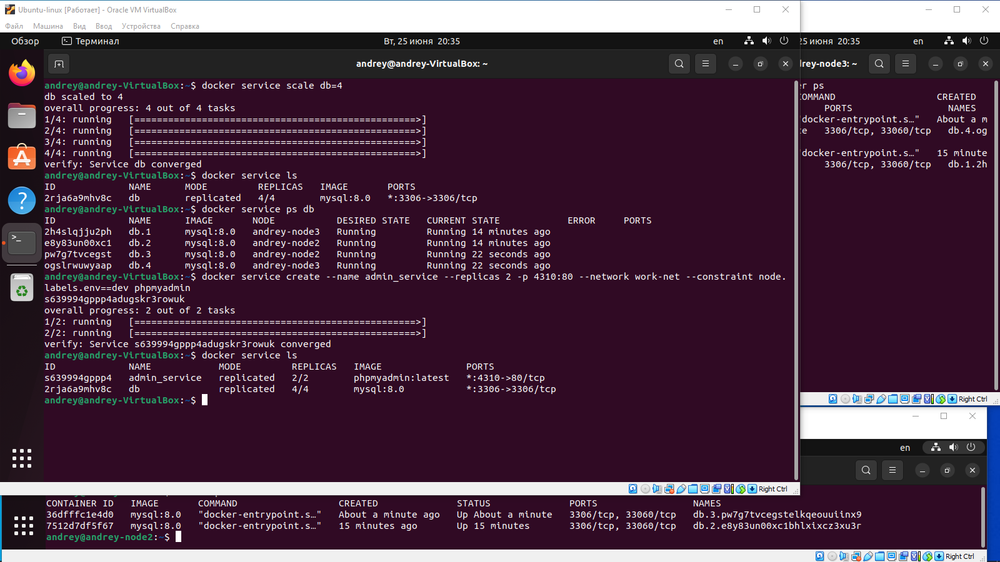 Ubuntu-linux [Работает] - Oracle VM VirtualBox
Файл Машина Вид Ввод Устройства Справка
Обзор Терминал Вт, 25 июня 20:35 en
andrey@andrey-VirtualBox: ~
andrey@andrey-VirtualBox:~$ docker service scale db=4
db scaled to 4
overall progress: 4 out of 4 tasks
1/4: running [==================================================>]
2/4: running [==================================================>]
3/4: running [==================================================>]
4/4: running [==================================================>]
verify: Service db converged
andrey@andrey-VirtualBox:~$ docker service ls
ID NAME MODE REPLICAS IMAGE PORTS
2rja6a9mhv8c db replicated 4/4 mysql:8.0 *:3306->3306/tcp
andrey@andrey-VirtualBox:~$ docker service ps db
ID NAME IMAGE NODE DESIRED STATE CURRENT STATE ERROR PORTS
2h4slqjju2ph db.1 mysql:8.0 andrey-node3 Running Running 14 minutes ago
e8y83un00xc1 db.2 mysql:8.0 andrey-node2 Running Running 14 minutes ago
pw7g7tvcegst db.3 mysql:8.0 andrey-node2 Running Running 22 seconds ago
ogslrwuwyaap db.4 mysql:8.0 andrey-node3 Running Running 22 seconds ago
andrey@andrey-VirtualBox:~$ docker service create --name admin_service --replicas 2 -p 4310:80 --network work-net --constraint node.
labels.env==dev phpmyadmin
s639994gppp4adugskr3rowuk
overall progress: 2 out of 2 tasks
1/2: running [==================================================>]
2/2: running [==================================================>]
verify: Service s639994gppp4adugskr3rowuk converged
andrey@andrey-VirtualBox:~$ docker service ls
ID NAME MODE REPLICAS IMAGE PORTS
s639994gppp4 admin_service replicated 2/2 phpmyadmin:latest *:4310->80/tcp
2rja6a9mhv8c db replicated 4/4 mysql:8.0 *:3306->3306/tcp
andrey@andrey-VirtualBox:~$
Right Ctrl
25 июня 20:35 en
rey-node3: ~
r ps
OMMAND CREATED
PORTS NAMES
"docker-entrypoint.s…" About a m
e 3306/tcp, 33060/tcp db.4.og
"docker-entrypoint.s…" 15 minute
3306/tcp, 33060/tcp db.1.2h
Right Ctrl
en
CONTAINER ID IMAGE COMMAND CREATED STATUS PORTS NAMES
36dfffc1e4d0 mysql:8.0 "docker-entrypoint.s…" About a minute ago Up About a minute 3306/tcp, 33060/tcp db.3.pw7g7tvcegstelkqeouuiinx9
7512d7df5f67 mysql:8.0 "docker-entrypoint.s…" 15 minutes ago Up 15 minutes 3306/tcp, 33060/tcp db.2.e8y83un00xc1bhlxixcz3xu3r
andrey@andrey-node2:~$
Right Ctrl